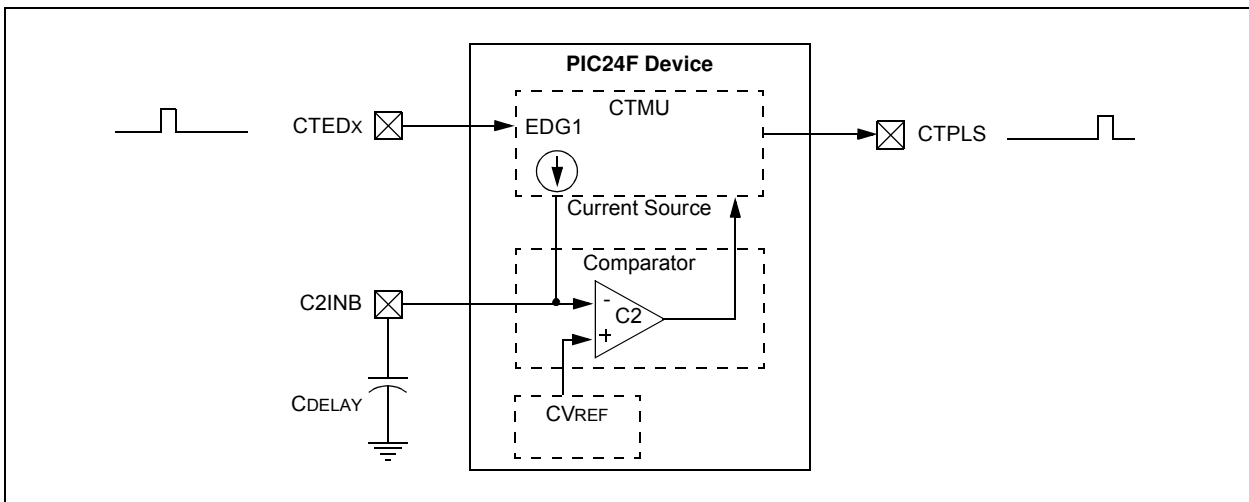 PIC24F Device
CTMU
CTEDX
EDG1
CTPLS
Current Source
Comparator
C2INB
-
C2
+
CDELAY
CVREF